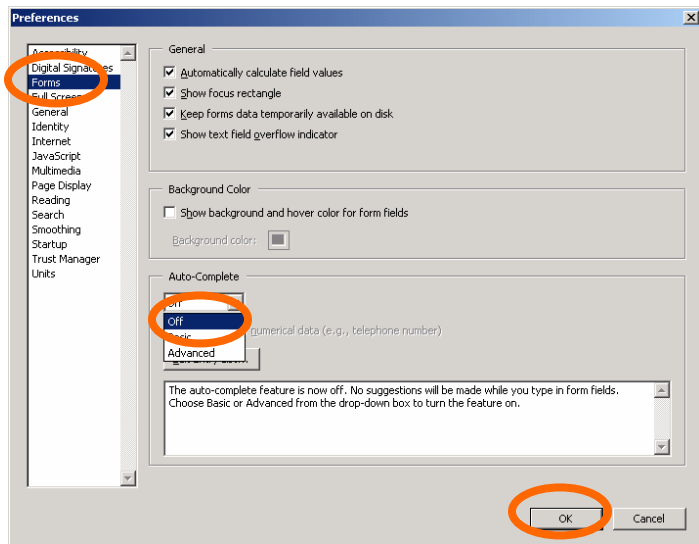 Preferences
Accessibility
Digital Signatures
Forms
Full Screen
General
Identity
Internet
JavaScript
Multimedia
Page Display
Reading
Search
Smoothing
Startup
Trust Manager
Units
General
Automatically calculate field values
Show focus rectangle
Keep forms data temporarily available on disk
Show text field overflow indicator
Background Color
Show background and hover color for form fields
Background color:
Auto-Complete
Off
Off
numerical data (e.g., telephone number)
Basic
Advanced
The auto-complete feature is now off. No suggestions will be made while you type in form fields.
Choose Basic or Advanced from the drop-down box to turn the feature on.
OK
Cancel